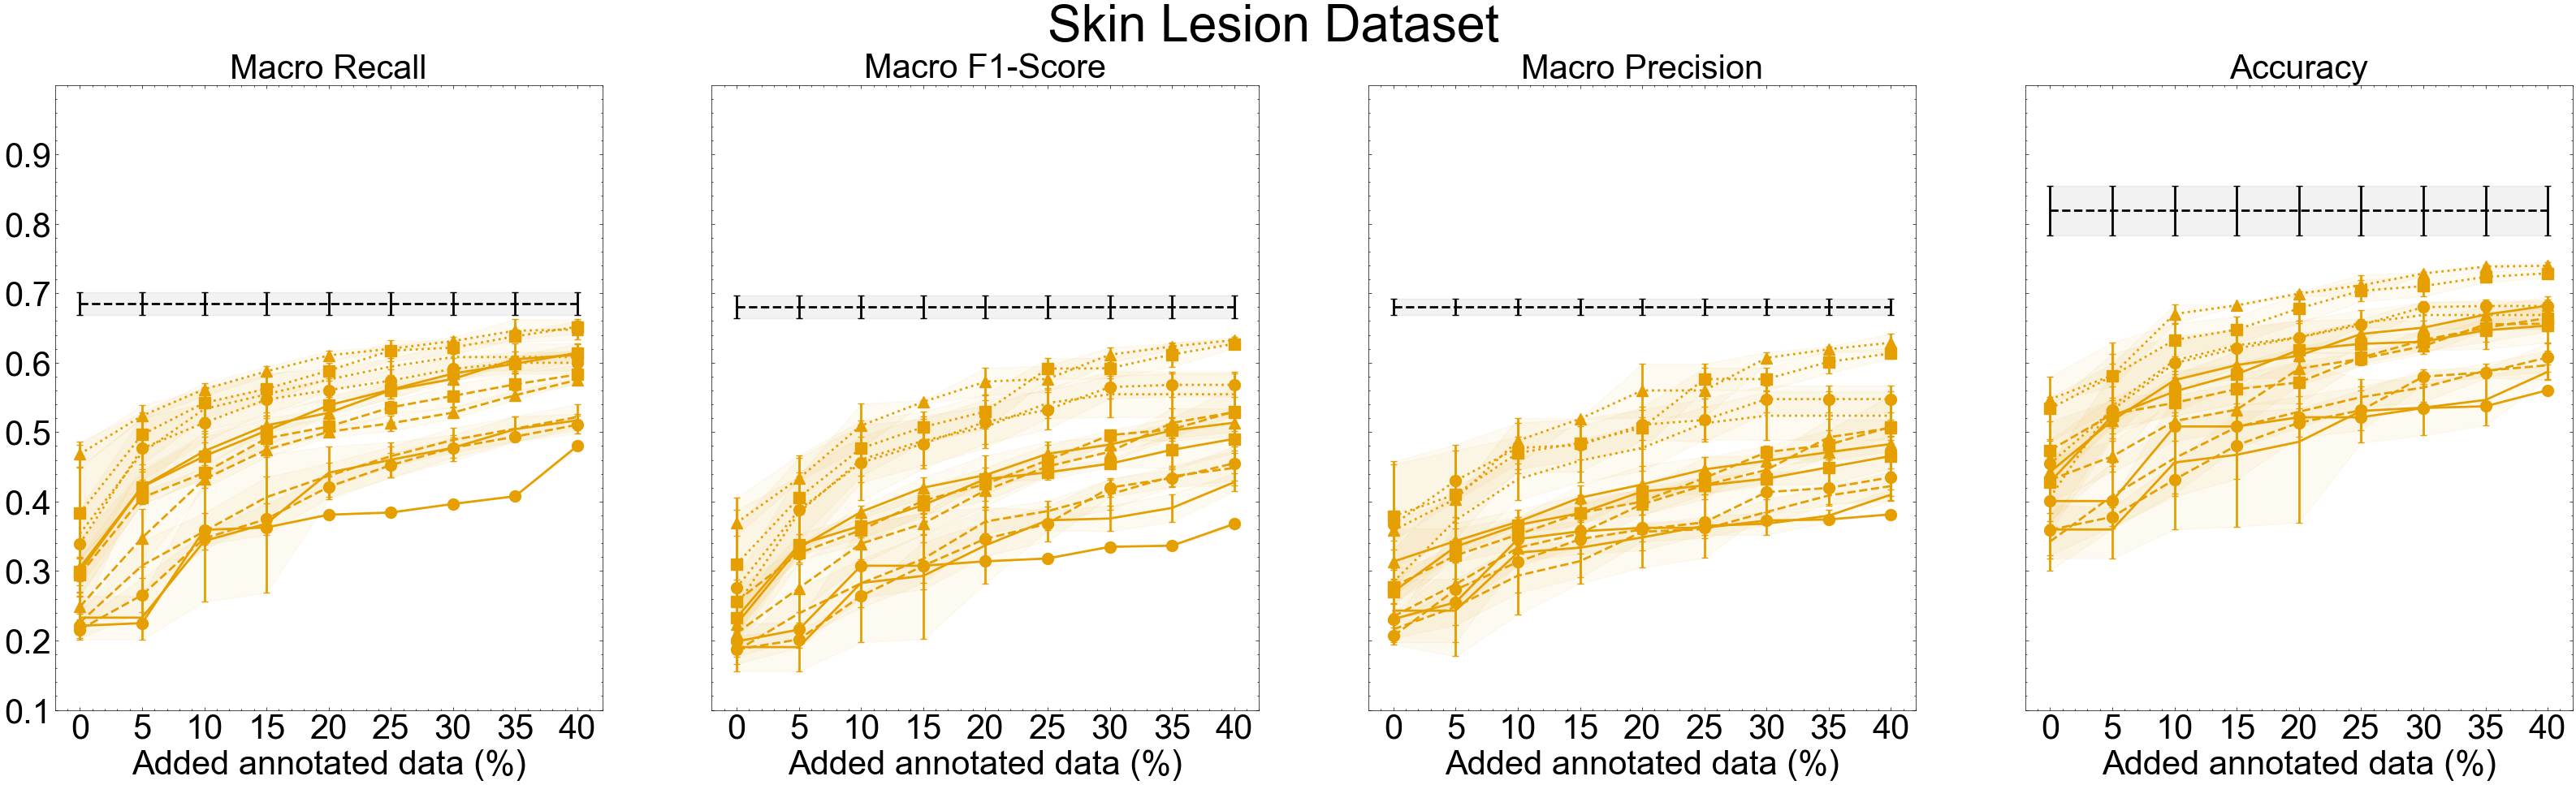 Skin Lesion Dataset
Macro Recall
Macro F1-Score
Macro Precision
Accuracy
0.9
0.8
0.7
0.6
0.5
0.4
0.3
0.2
0.1
0 5 10 15 20 25 30 35 40
0 5 10 15 20 25 30 35 40
0 5 10 15 20 25 30 35 40
0 5 10 15 20 25 30 35 40
Added annotated data (%)
Added annotated data (%)
Added annotated data (%)
Added annotated data (%)